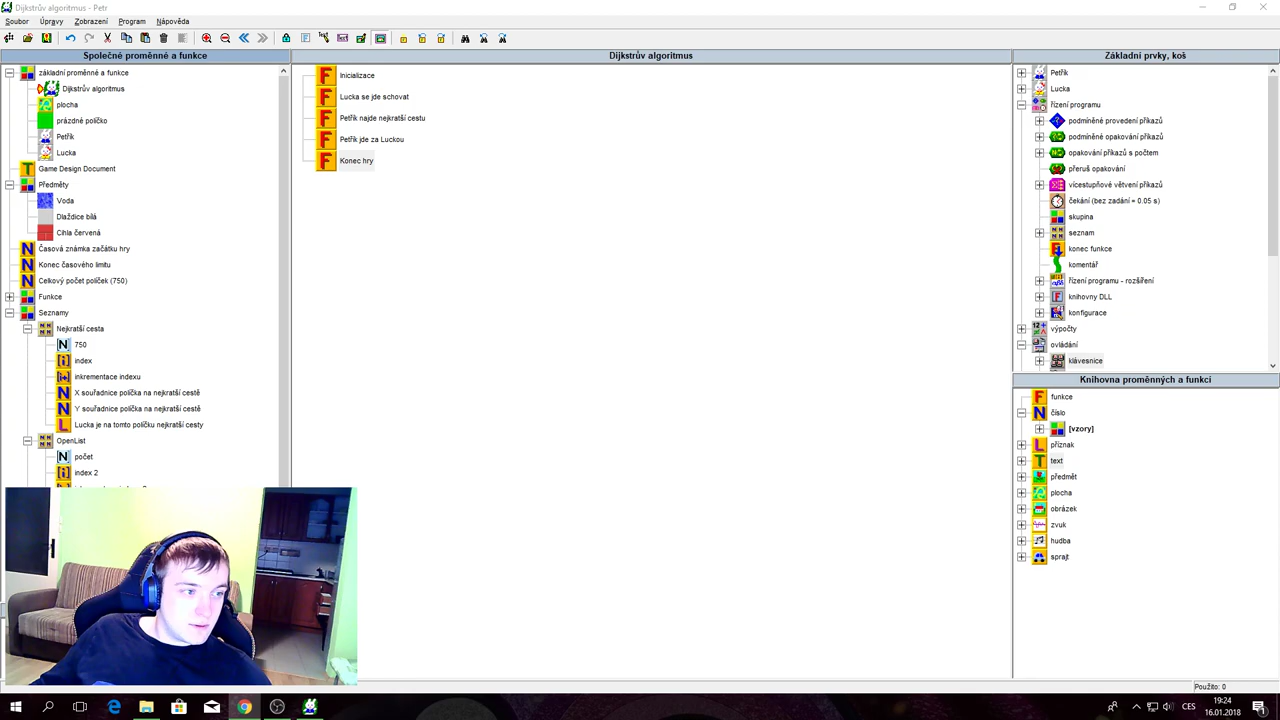 Dijkstrův algoritmus - Petr
Soubor Úpravy Zobrazení Program Nápověda
Společné proměnné a funkce
základní proměnné a funkce
Dijkstrův algoritmus
plocha
prázdné políčko
Petřík
Lucka
Game Design Document
Předměty
Voda
Dlaždice bílá
Cihla červená
Časová známka začátku hry
Konec časového limitu
Celkový počet políček (750)
Funkce
Seznamy
Nejkratší cesta
750
index
inkrementace indexu
X souřadnice políčka na nejkratší cestě
Y souřadnice políčka na nejkratší cestě
Lucka je na tomto políčku nejkratší cesty
OpenList
počet
index 2
Dijkstrův algoritmus
Inicializace
Lucka se jde schovat
Petřík najde nejkratší cestu
Petřík jde za Luckou
Konec hry
Základní prvky, koš
Petřík
Lucka
řízení programu
podmíněné provedení příkazů
podmíněné opakování příkazů
opakování příkazů s počtem
přeruš opakování
vícestupňové větvení příkazů
čekání (bez zadání = 0.05 s)
skupina
seznam
konec funkce
komentář
řízení programu - rozšíření
knihovny DLL
konfigurace
výpočty
ovládání
klávesnice
Knihovna proměnných a funkcí
funkce
číslo
[vzory]
příznak
text
předmět
plocha
obrázek
zvuk
hudba
sprajt
Použito: 0
CES
19:24
16.01.2018